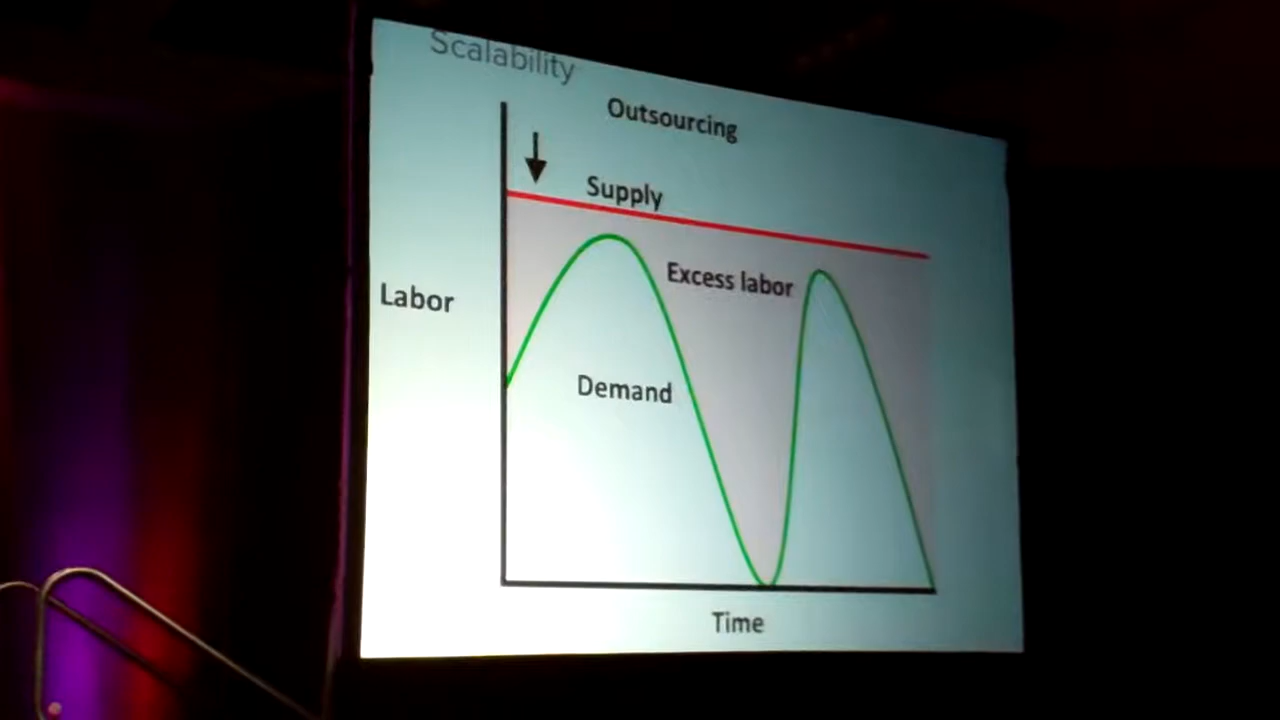 Scalability
Outsourcing
Supply
Excess labor
Labor
Demand
Time